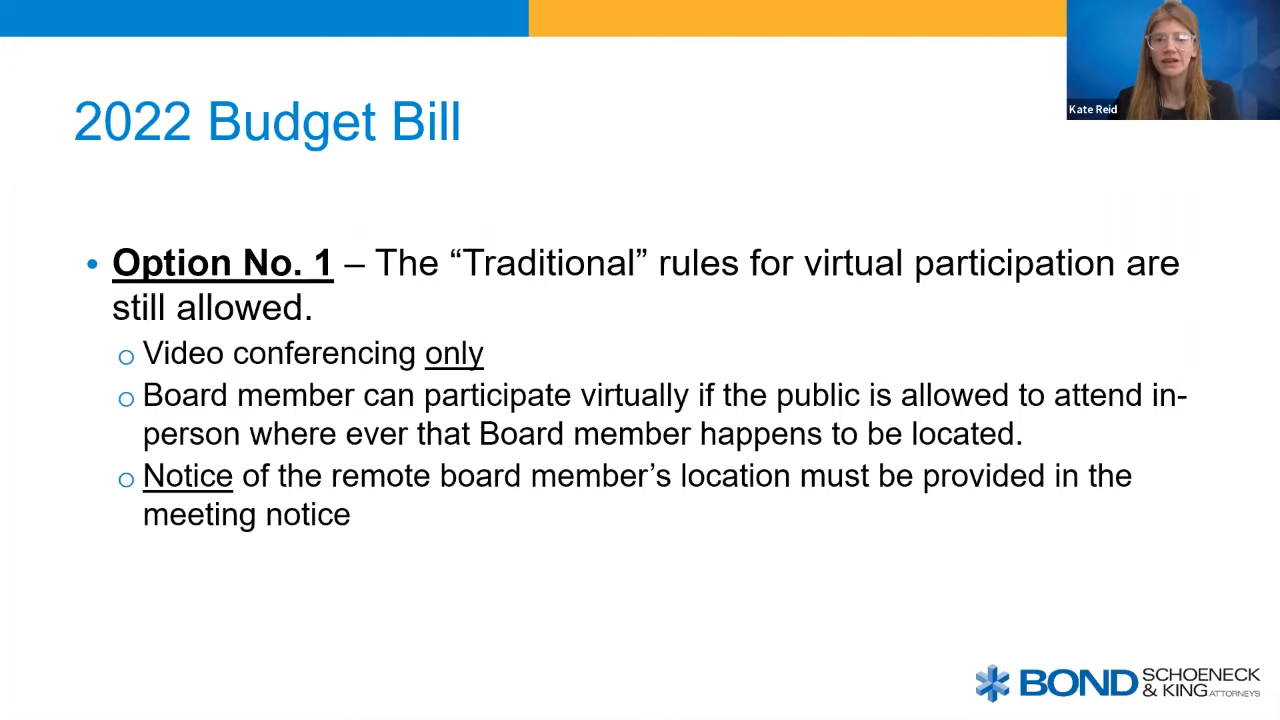 Kate Reid
2022 Budget Bill
• Option No. 1 – The “Traditional” rules for virtual participation are
still allowed.
o Video conferencing only
o Board member can participate virtually if the public is allowed to attend in-
person where ever that Board member happens to be located.
o Notice of the remote board member’s location must be provided in the
meeting notice
BOND SCHOENECK
& KING ATTORNEYS